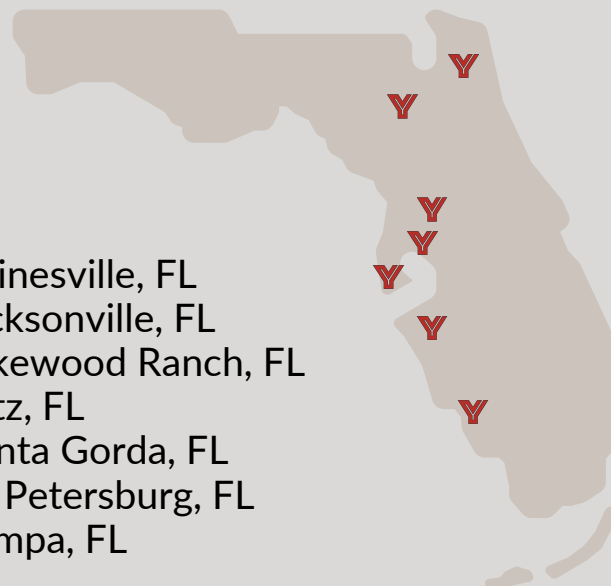 inesville, FL
cksonville, FL
kewood Ranch, FL
tz, FL
nta Gorda, FL
Petersburg, FL
mpa, FL